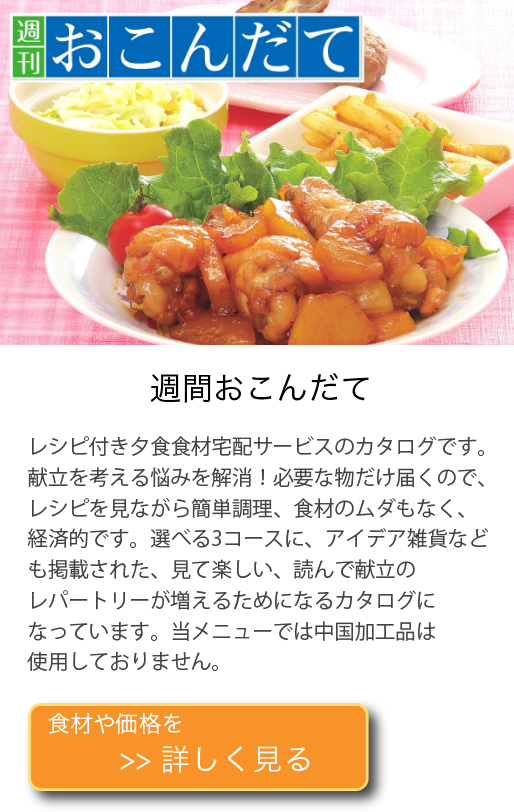 週刊おこんだて
週間おこんだて
レシピ付き夕食食材宅配サービスのカタログです。
献立を考える悩みを解消！必要な物だけ届くので、
レシピを見ながら簡単調理、食材のムダもなく、
経済的です。選べる3コースに、アイデア雑貨など
も掲載された、見て楽しい、読んで献立の
レパートリーが増えるためになるカタログに
なっています。当メニューでは中国加工品は
使用しておりません。
食材や価格を
>> 詳しく見る